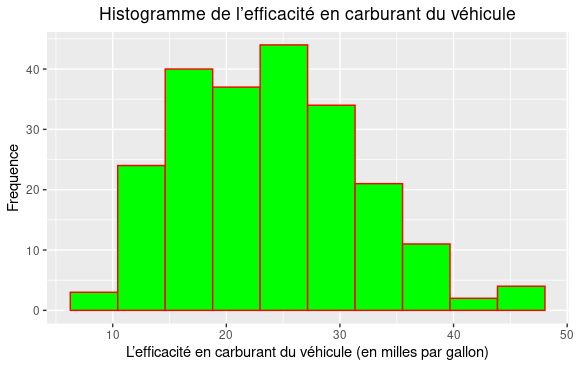 Histogramme de l'efficacité en carburant du véhicule
Frequence
40
30
20
10
0
10 20 30 40 50
L'efficacité en carburant du véhicule (en milles par gallon)